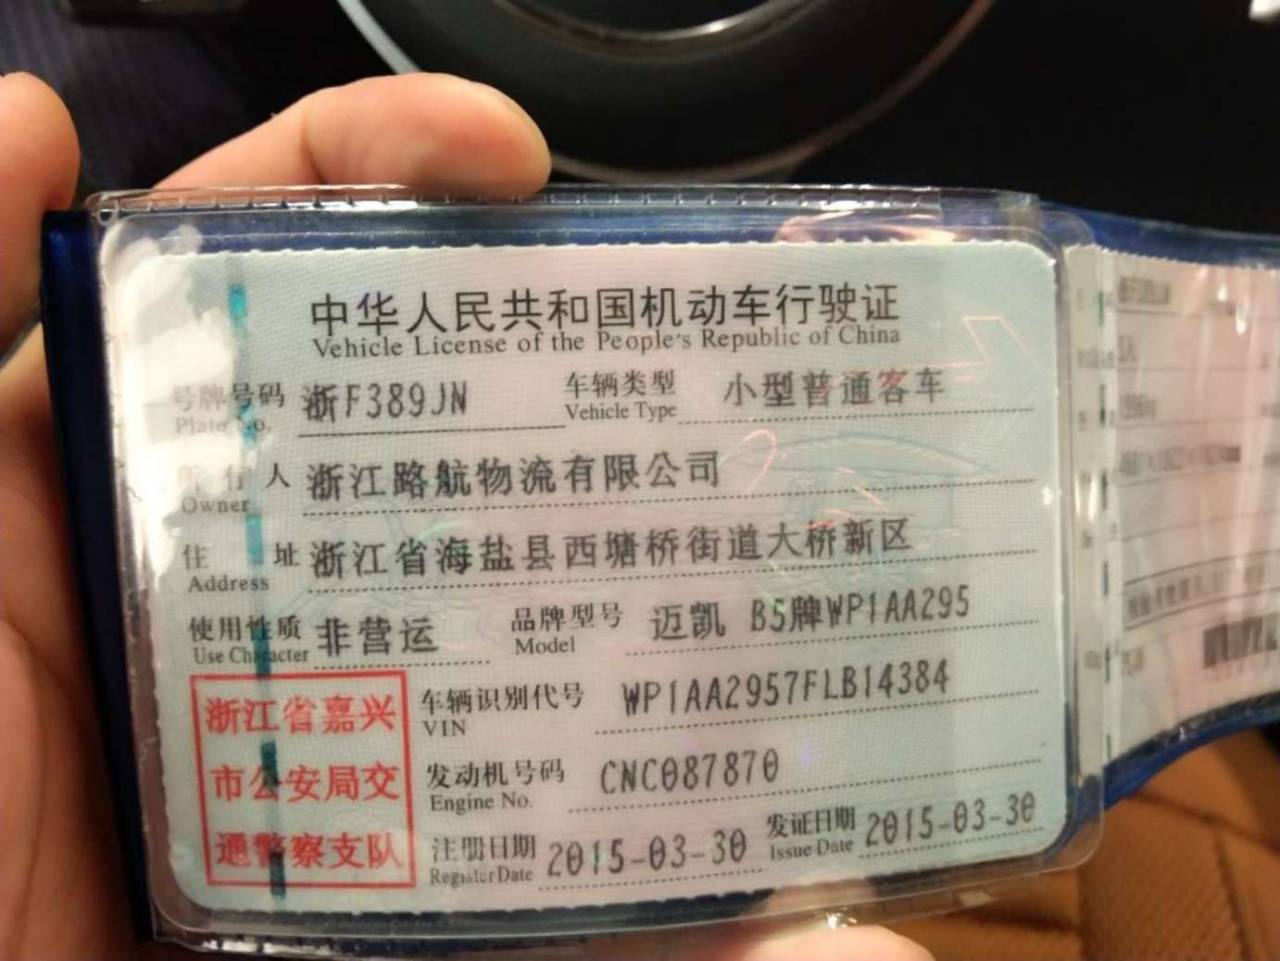 中华人民共和国机动车行驶证
Vehicle License of the People's Republic of China
号牌号码 浙F389JN 车辆类型 小型普通客车
Plate No. Vehicle Type
所有人 浙江路航物流有限公司
Owner
住址 浙江省海盐县西塘桥街道大桥新区
Address
使用性质 非营运 品牌型号 迈凯 B5牌WP1AA295
Use Character Model
浙江省嘉兴
市公安局交
通警察支队
车辆识别代号 WP1AA2957FLB14384
VIN
发动机号码 CNC087870
Engine No.
注册日期 2015-03-30 发证日期 2015-03-30
Register Date Issue Date